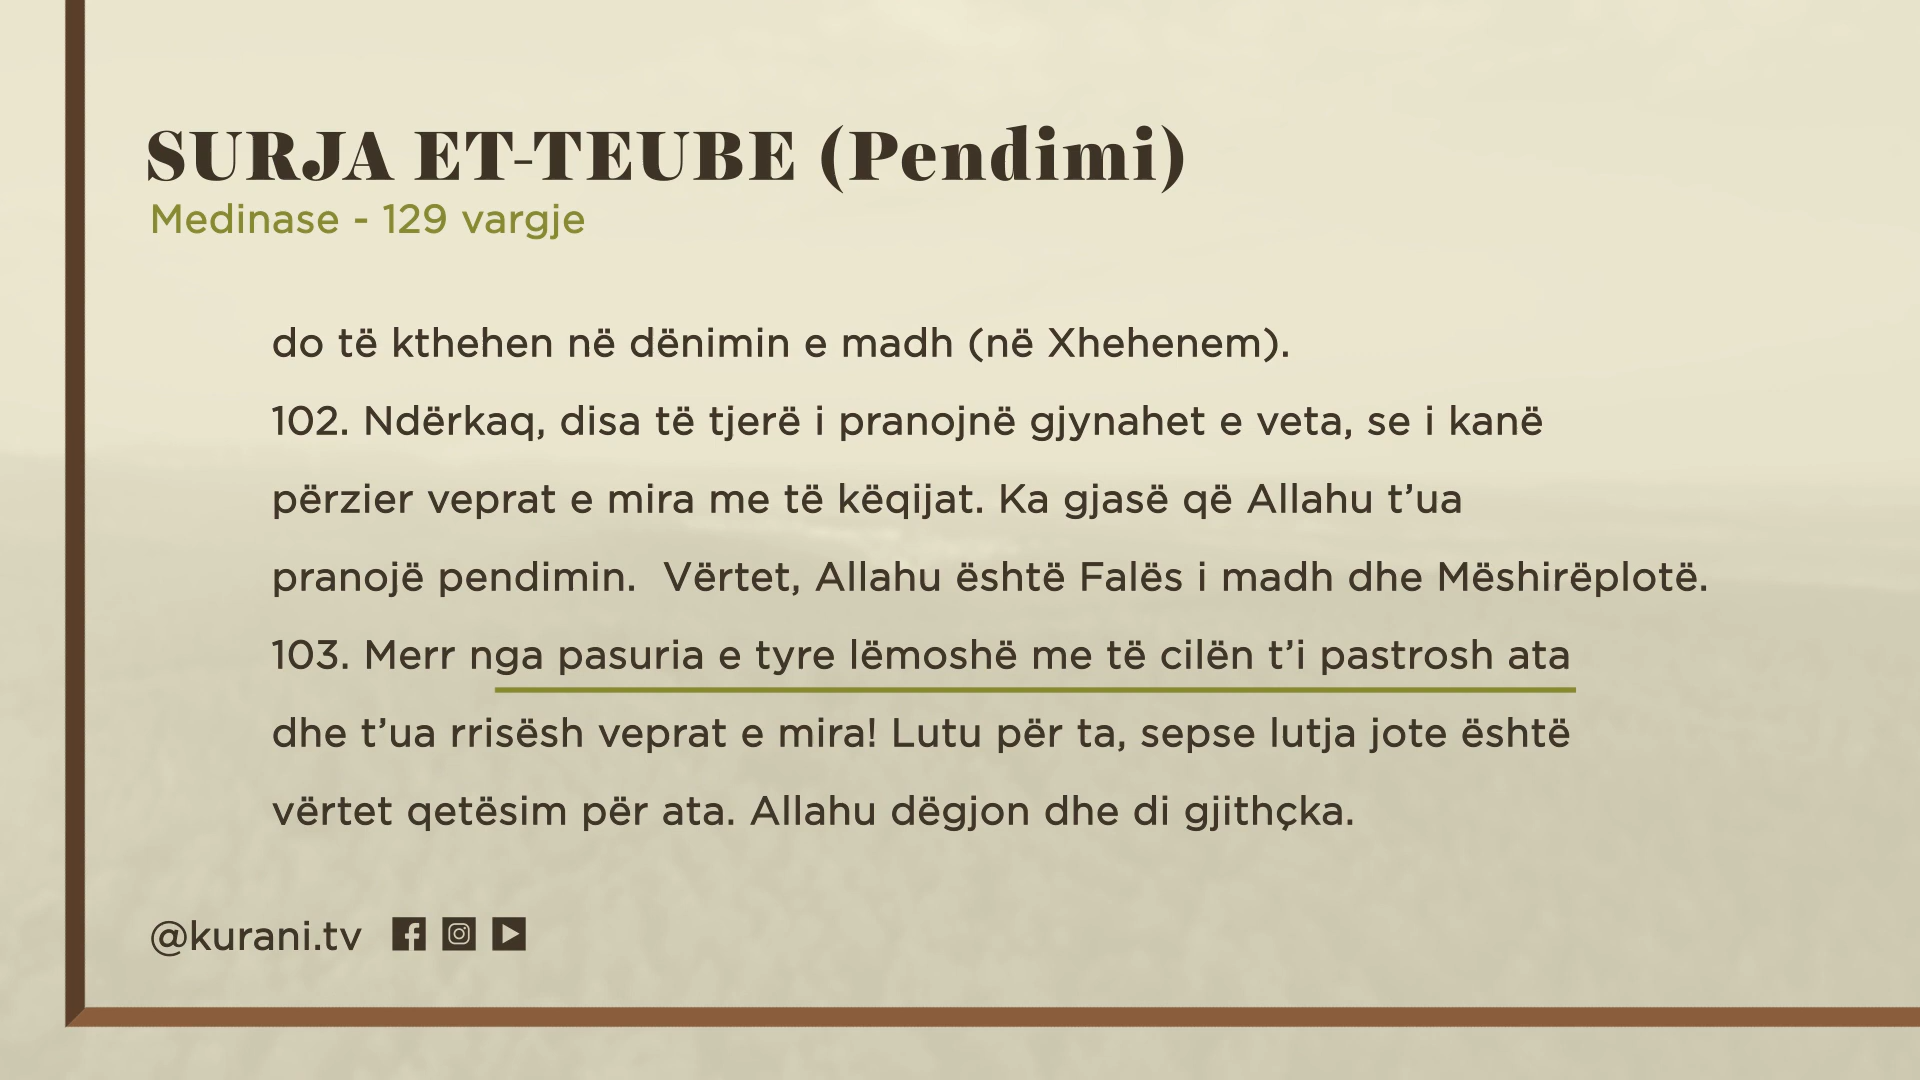 SURJA ET-TEUBE (Pendimi)
Medinase - 129 vargje
do të kthehen në dënimin e madh (në Xhehenem).
102. Ndërkaq, disa të tjerë i pranojnë gjynahet e veta, se i kanë
përzier veprat e mira me të këqijat. Ka gjasë që Allahu t’ua
pranojë pendimin.  Vërtet, Allahu është Falës i madh dhe Mëshirëplotë.
103. Merr nga pasuria e tyre lëmoshë me të cilën t’i pastrosh ata
dhe t’ua rrisësh veprat e mira! Lutu për ta, sepse lutja jote është
vërtet qetësim për ata. Allahu dëgjon dhe di gjithçka.
@kurani.tv